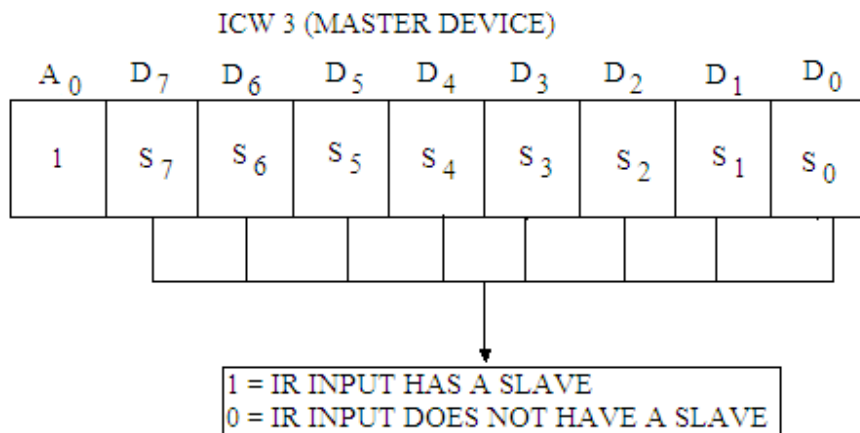 ICW 3 (MASTER DEVICE)
A0 D7 D6 D5 D4 D3 D2 D1 D0
1 S7 S6 S5 S4 S3 S2 S1 S0
1 = IR INPUT HAS A SLAVE
0 = IR INPUT DOES NOT HAVE A SLAVE